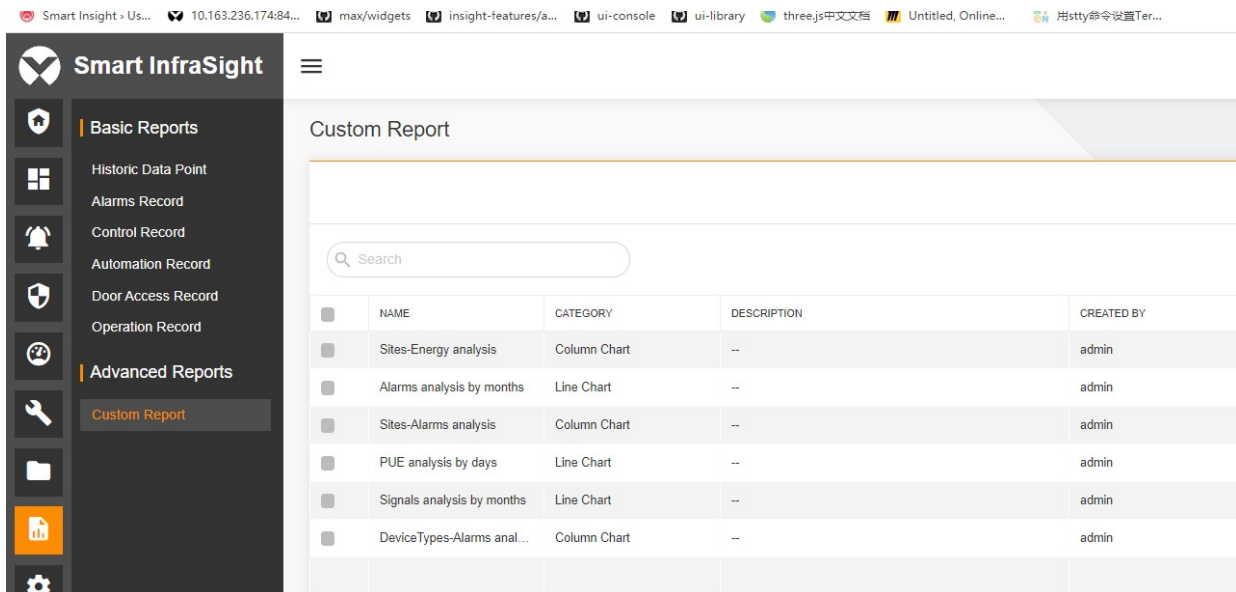 Smart Insight › Us... 10.163.236.174:84... max/widgets insight-features/a... ui-console ui-library three.js中文文档 Untitled, Online... 用stty命令设置Ter...
Smart InfraSight
Basic Reports
Historic Data Point
Alarms Record
Control Record
Automation Record
Door Access Record
Operation Record
Advanced Reports
Custom Report
Custom Report
Search
NAME CATEGORY DESCRIPTION CREATED BY
Sites-Energy analysis Column Chart -- admin
Alarms analysis by months Line Chart -- admin
Sites-Alarms analysis Column Chart -- admin
PUE analysis by days Line Chart -- admin
Signals analysis by months Line Chart -- admin
DeviceTypes-Alarms anal... Column Chart -- admin